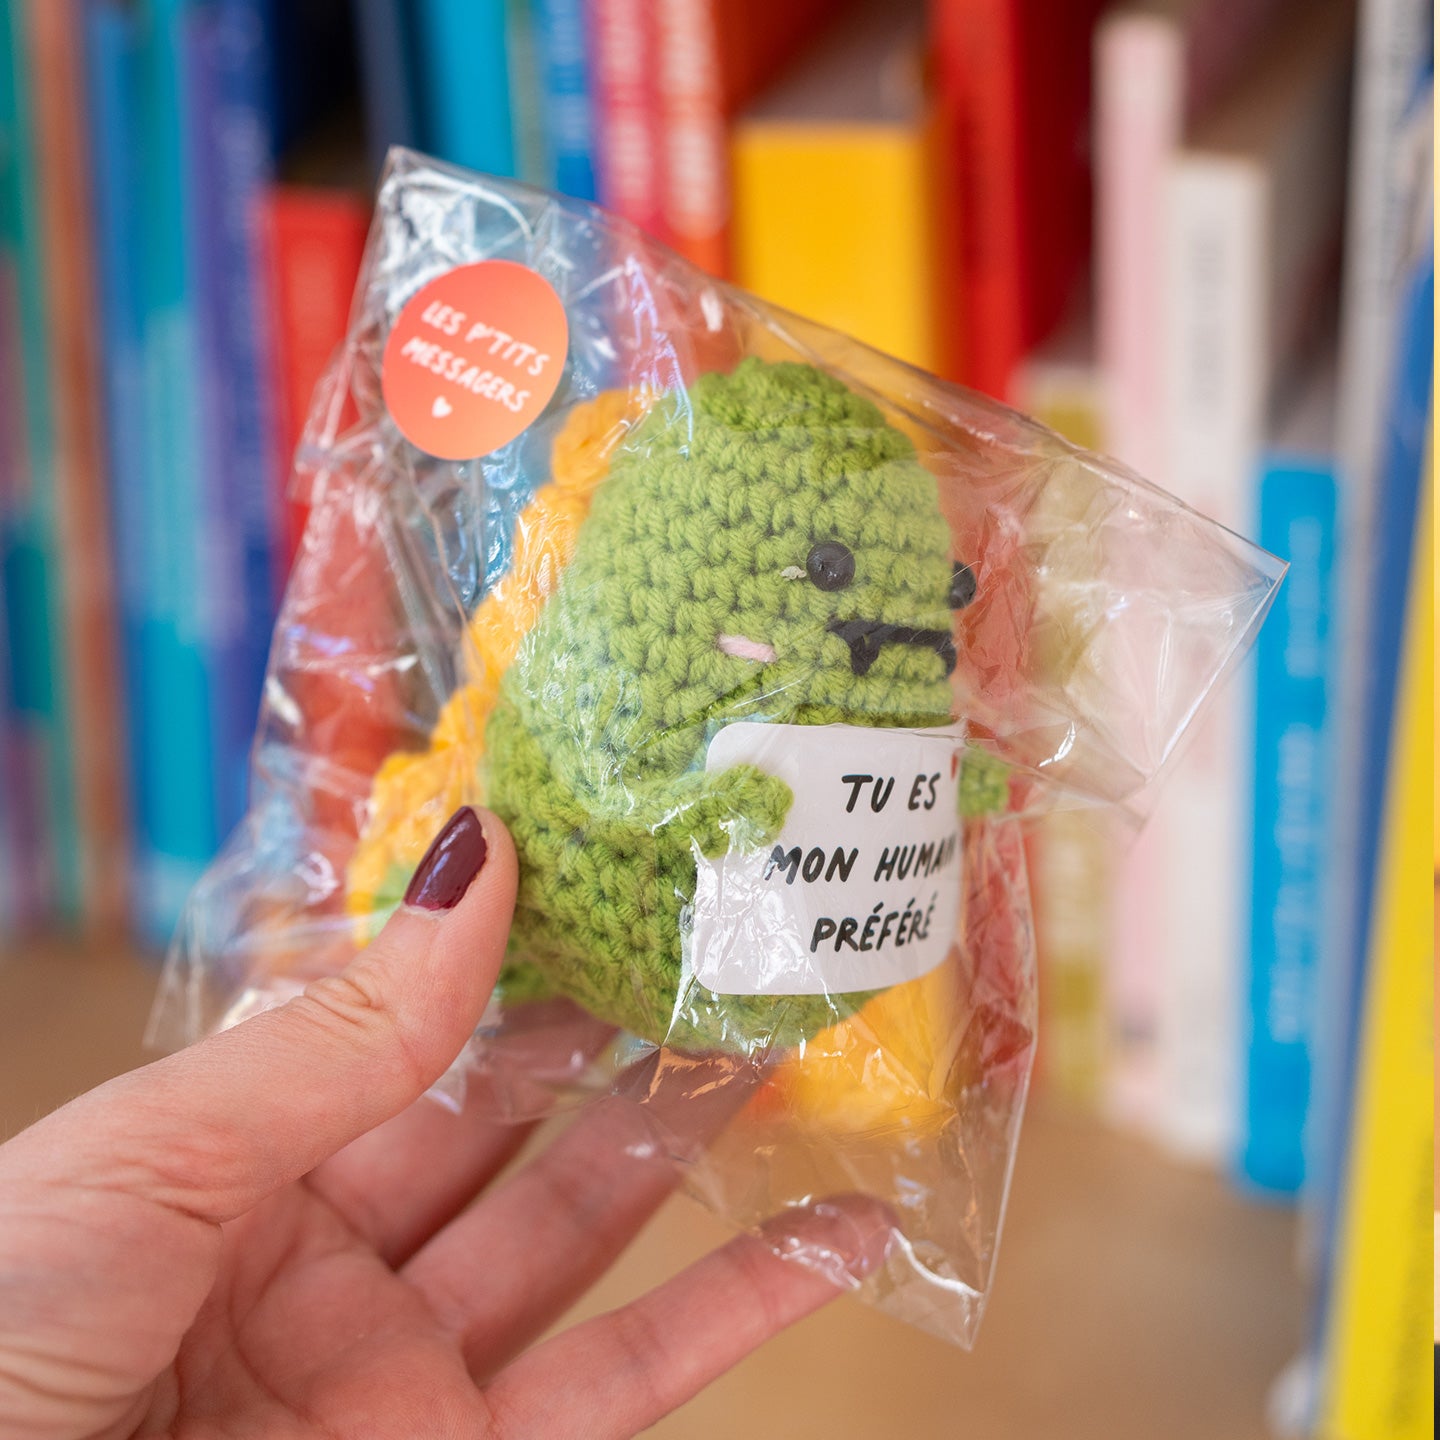 LES P'TITS
MESSAGERS
TU ES
MON HUMAIN
PRÉFÉRÉ